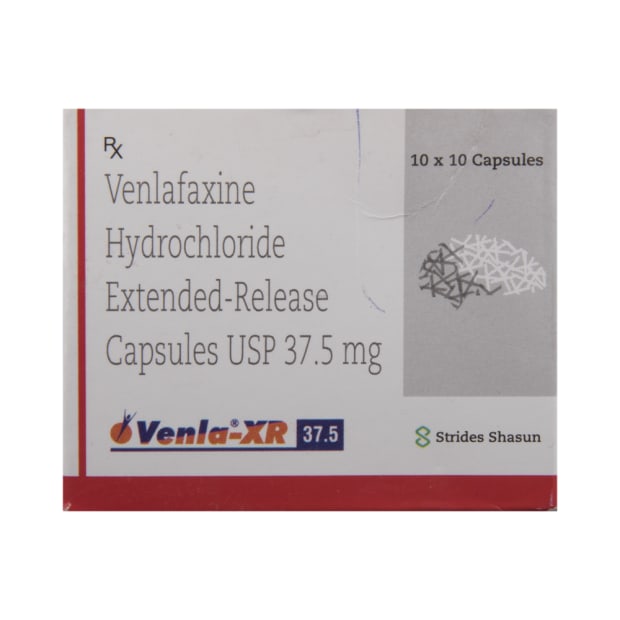 Rx
Venlafaxine
Hydrochloride
Extended-Release
Capsules USP 37.5 mg
Venla®-XR 37.5
10 x 10 Capsules
Strides Shasun